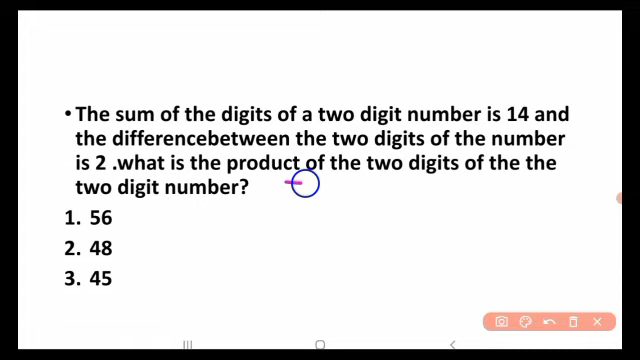 • The sum of the digits of a two digit number is 14 and
the differencebetween the two digits of the number
is 2 .what is the product of the two digits of the the
two digit number?
1. 56
2. 48
3. 45